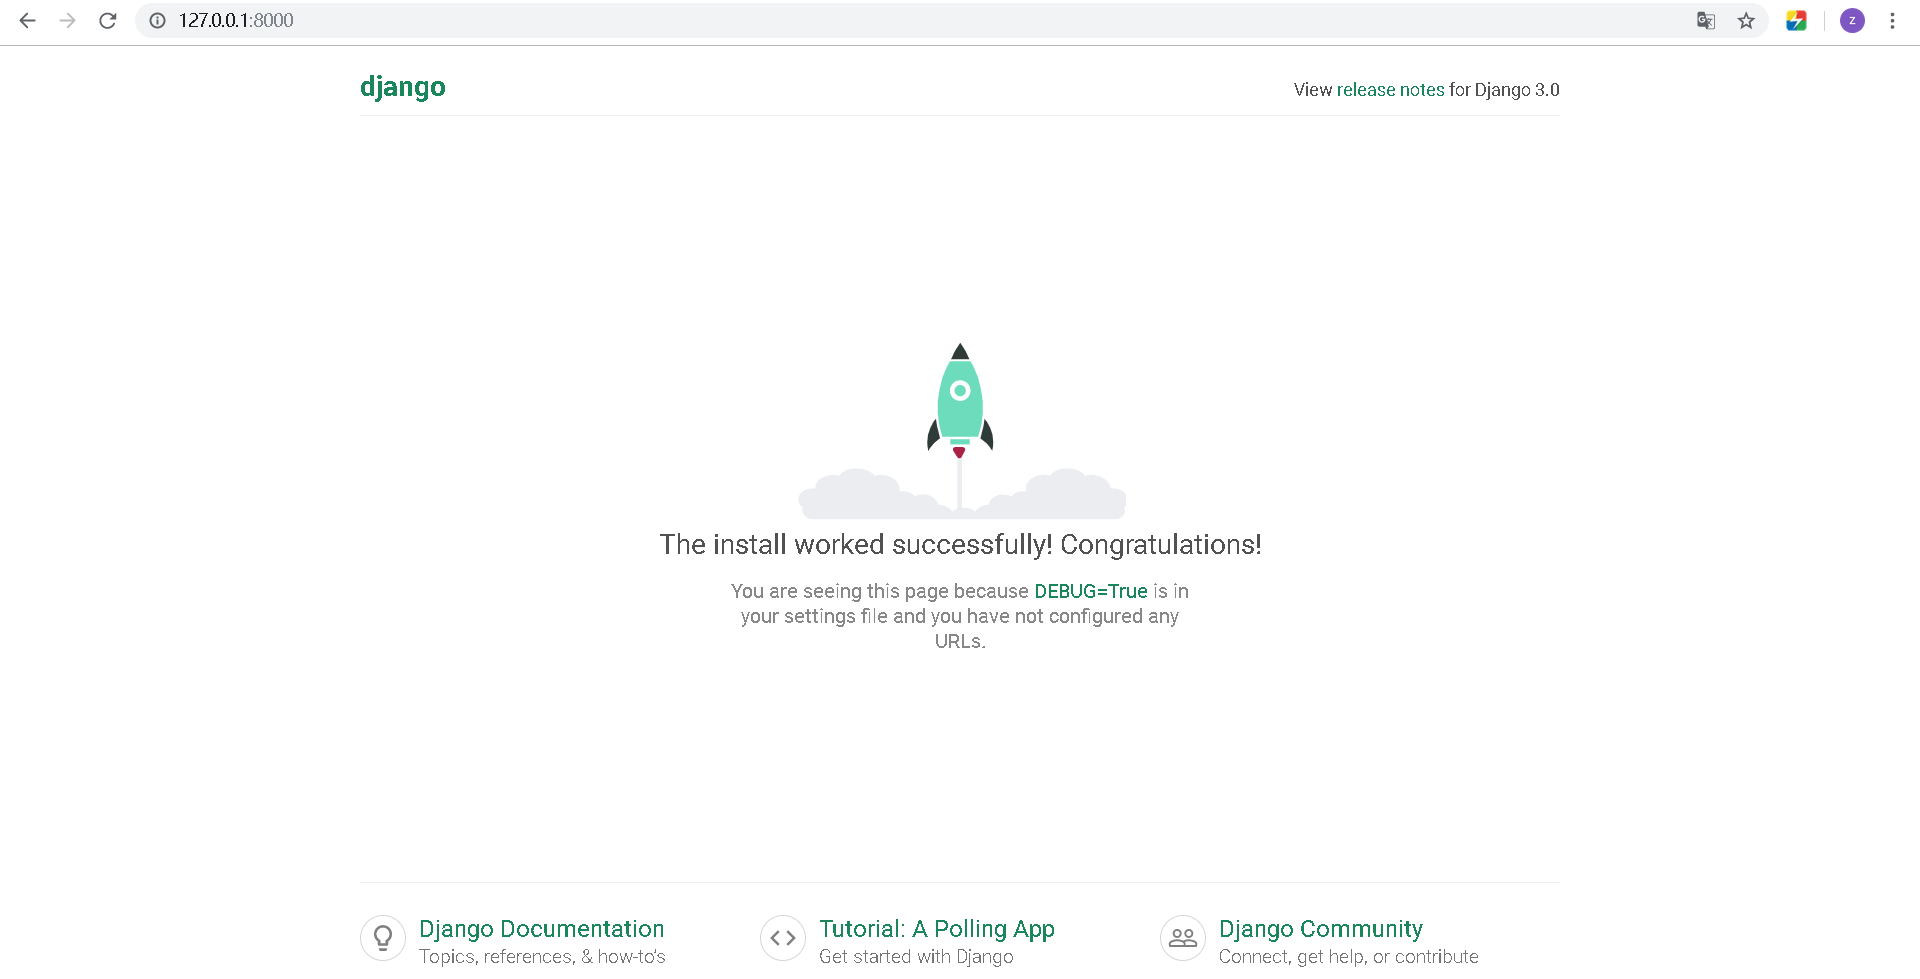 127.0.0.1:8000
z
django
View release notes for Django 3.0
The install worked successfully! Congratulations!
You are seeing this page because DEBUG=True is in
your settings file and you have not configured any
URLs.
Django Documentation
Topics, references, & how-to's
Tutorial: A Polling App
Get started with Django
Django Community
Connect, get help, or contribute